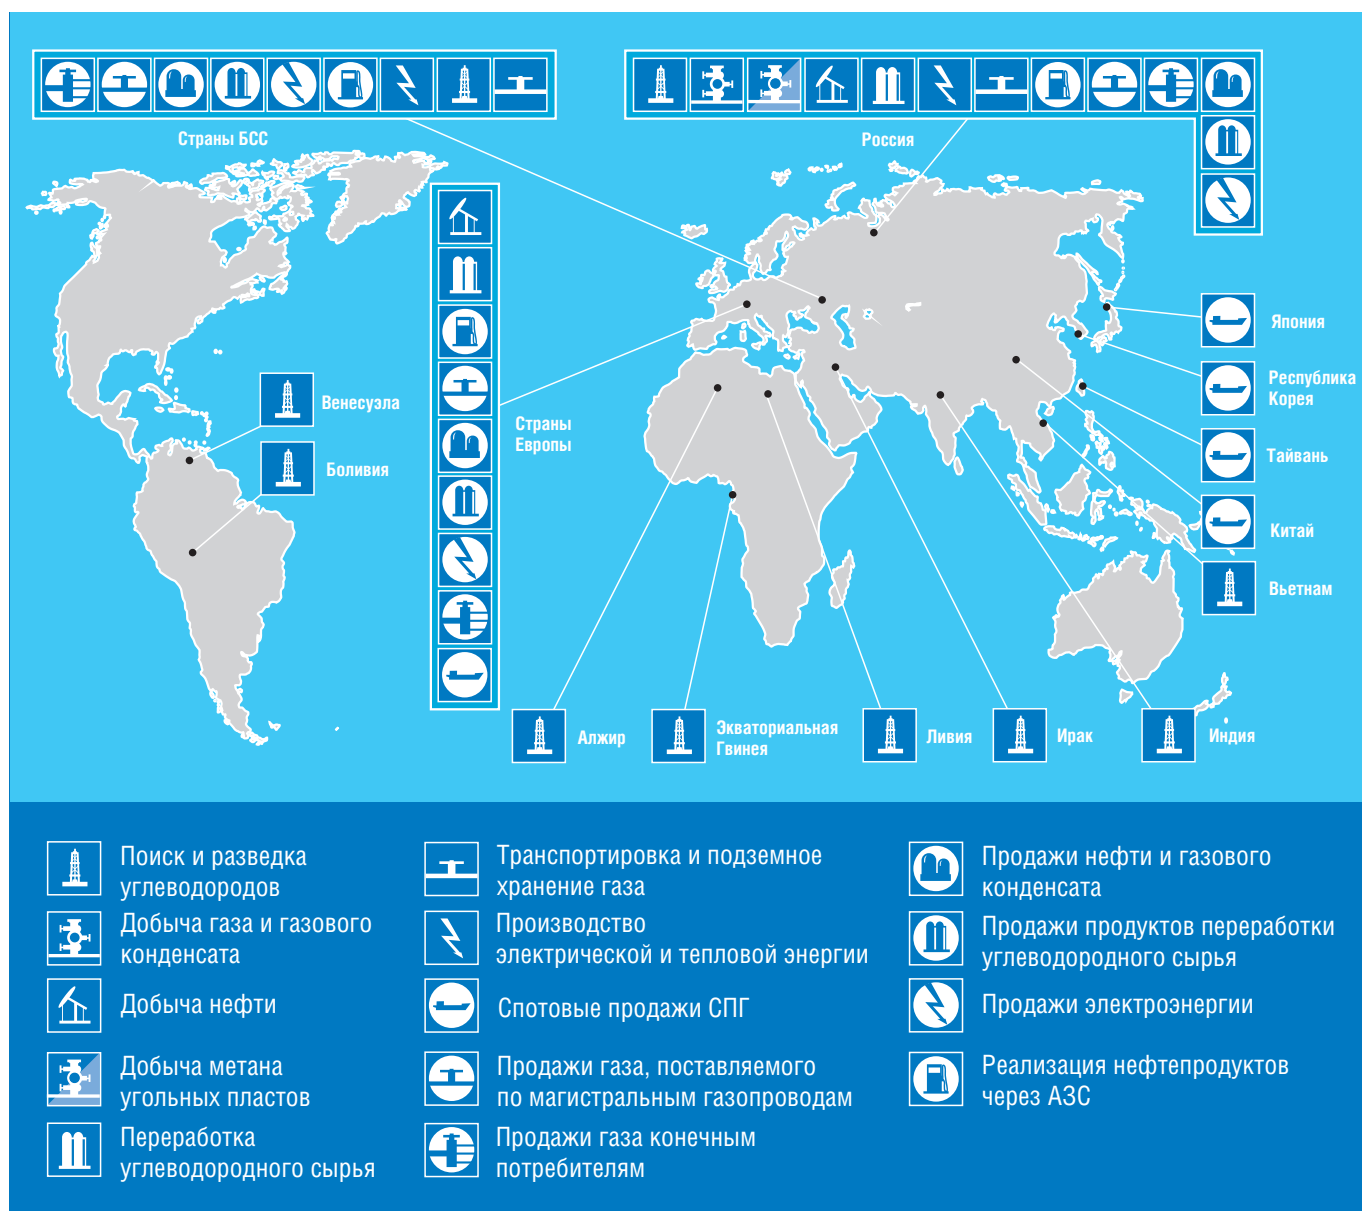 Страны БСС
Россия
Япония
Республика
Корея
Тайвань
Китай
Вьетнам
Венесуэла
Боливия
Страны
Европы
Алжир
Экваториальная
Гвинея
Ливия
Ирак
Индия
Поиск и разведка
углеводородов
Добыча газа и газового
конденсата
Добыча нефти
Добыча метана
угольных пластов
Переработка
углеводородного сырья
Транспортировка и подземное
хранение газа
Производство
электрической и тепловой энергии
Спотовые продажи СПГ
Продажи газа, поставляемого
по магистральным газопроводам
Продажи газа конечным
потребителям
Продажи нефти и газового
конденсата
Продажи продуктов переработки
углеводородного сырья
Продажи электроэнергии
Реализация нефтепродуктов
через АЗС